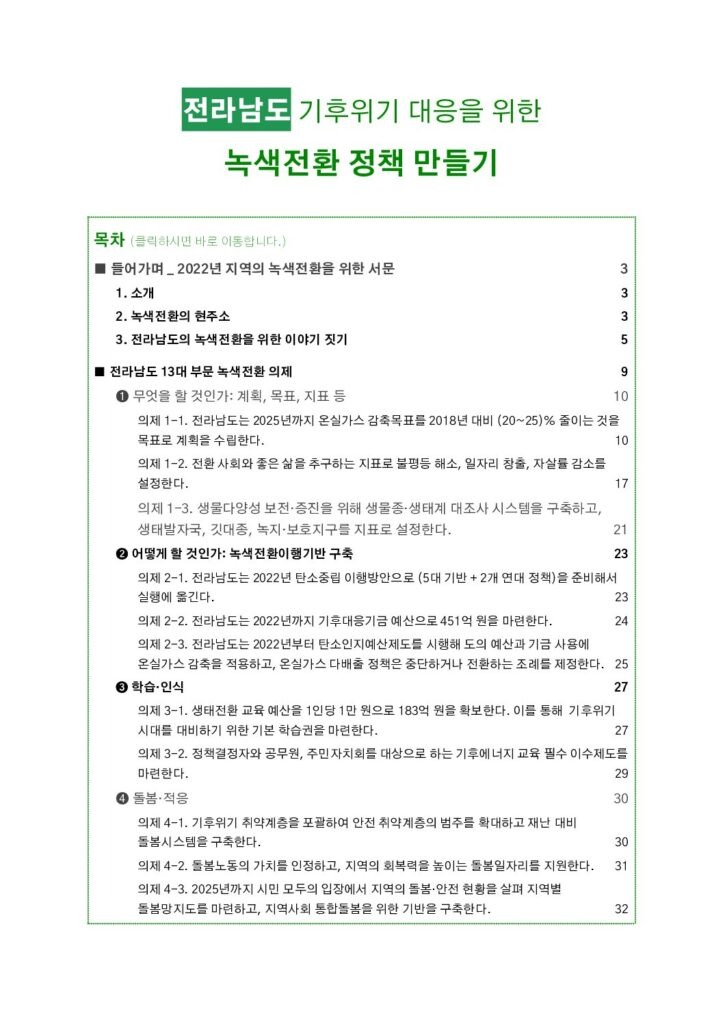 전라남도 기후위기 대응을 위한
녹색전환 정책 만들기
목차 (클릭하시면 바로 이동합니다.)
■ 들어가며 _ 2022년 지역의 녹색전환을 위한 서문 3
1. 소개 3
2. 녹색전환의 현주소 3
3. 전라남도의 녹색전환을 위한 이야기 짓기 5
■ 전라남도 13대 부문 녹색전환 의제 9
❶ 무엇을 할 것인가: 계획, 목표, 지표 등 10
의제 1-1. 전라남도는 2025년까지 온실가스 감축목표를 2018년 대비 (20~25)% 줄이는 것을
목표로 계획을 수립한다. 10
의제 1-2. 전환 사회와 좋은 삶을 추구하는 지표로 불평등 해소, 일자리 창출, 자살률 감소를
설정한다. 17
의제 1-3. 생물다양성 보전·증진을 위해 생물종·생태계 대조사 시스템을 구축하고,
생태발자국, 깃대종, 녹지·보호지구를 지표로 설정한다. 21
❷ 어떻게 할 것인가: 녹색전환이행기반 구축 23
의제 2-1. 전라남도는 2022년 탄소중립 이행방안으로 (5대 기반 + 2개 연대 정책)을 준비해서
실행에 옮긴다. 23
의제 2-2. 전라남도는 2022년까지 기후대응기금 예산으로 451억 원을 마련한다. 24
의제 2-3. 전라남도는 2022년부터 탄소인지예산제도를 시행해 도의 예산과 기금 사용에
온실가스 감축을 적용하고, 온실가스 다배출 정책은 중단하거나 전환하는 조례를 제정한다. 25
❸ 학습·인식 27
의제 3-1. 생태전환 교육 예산을 1인당 1만 원으로 183억 원을 확보한다. 이를 통해 기후위기
시대를 대비하기 위한 기본 학습권을 마련한다. 27
의제 3-2. 정책결정자와 공무원, 주민자치회를 대상으로 하는 기후에너지 교육 필수 이수제도를
마련한다. 29
❹ 돌봄·적응 30
의제 4-1. 기후위기 취약계층을 포괄하여 안전 취약계층의 범주를 확대하고 재난 대비
돌봄시스템을 구축한다. 30
의제 4-2. 돌봄노동의 가치를 인정하고, 지역의 회복력을 높이는 돌봄일자리를 지원한다. 31
의제 4-3. 2025년까지 시민 모두의 입장에서 지역의 돌봄·안전 현황을 살펴 지역별
돌봄망지도를 마련하고, 지역사회 통합돌봄을 위한 기반을 구축한다. 32